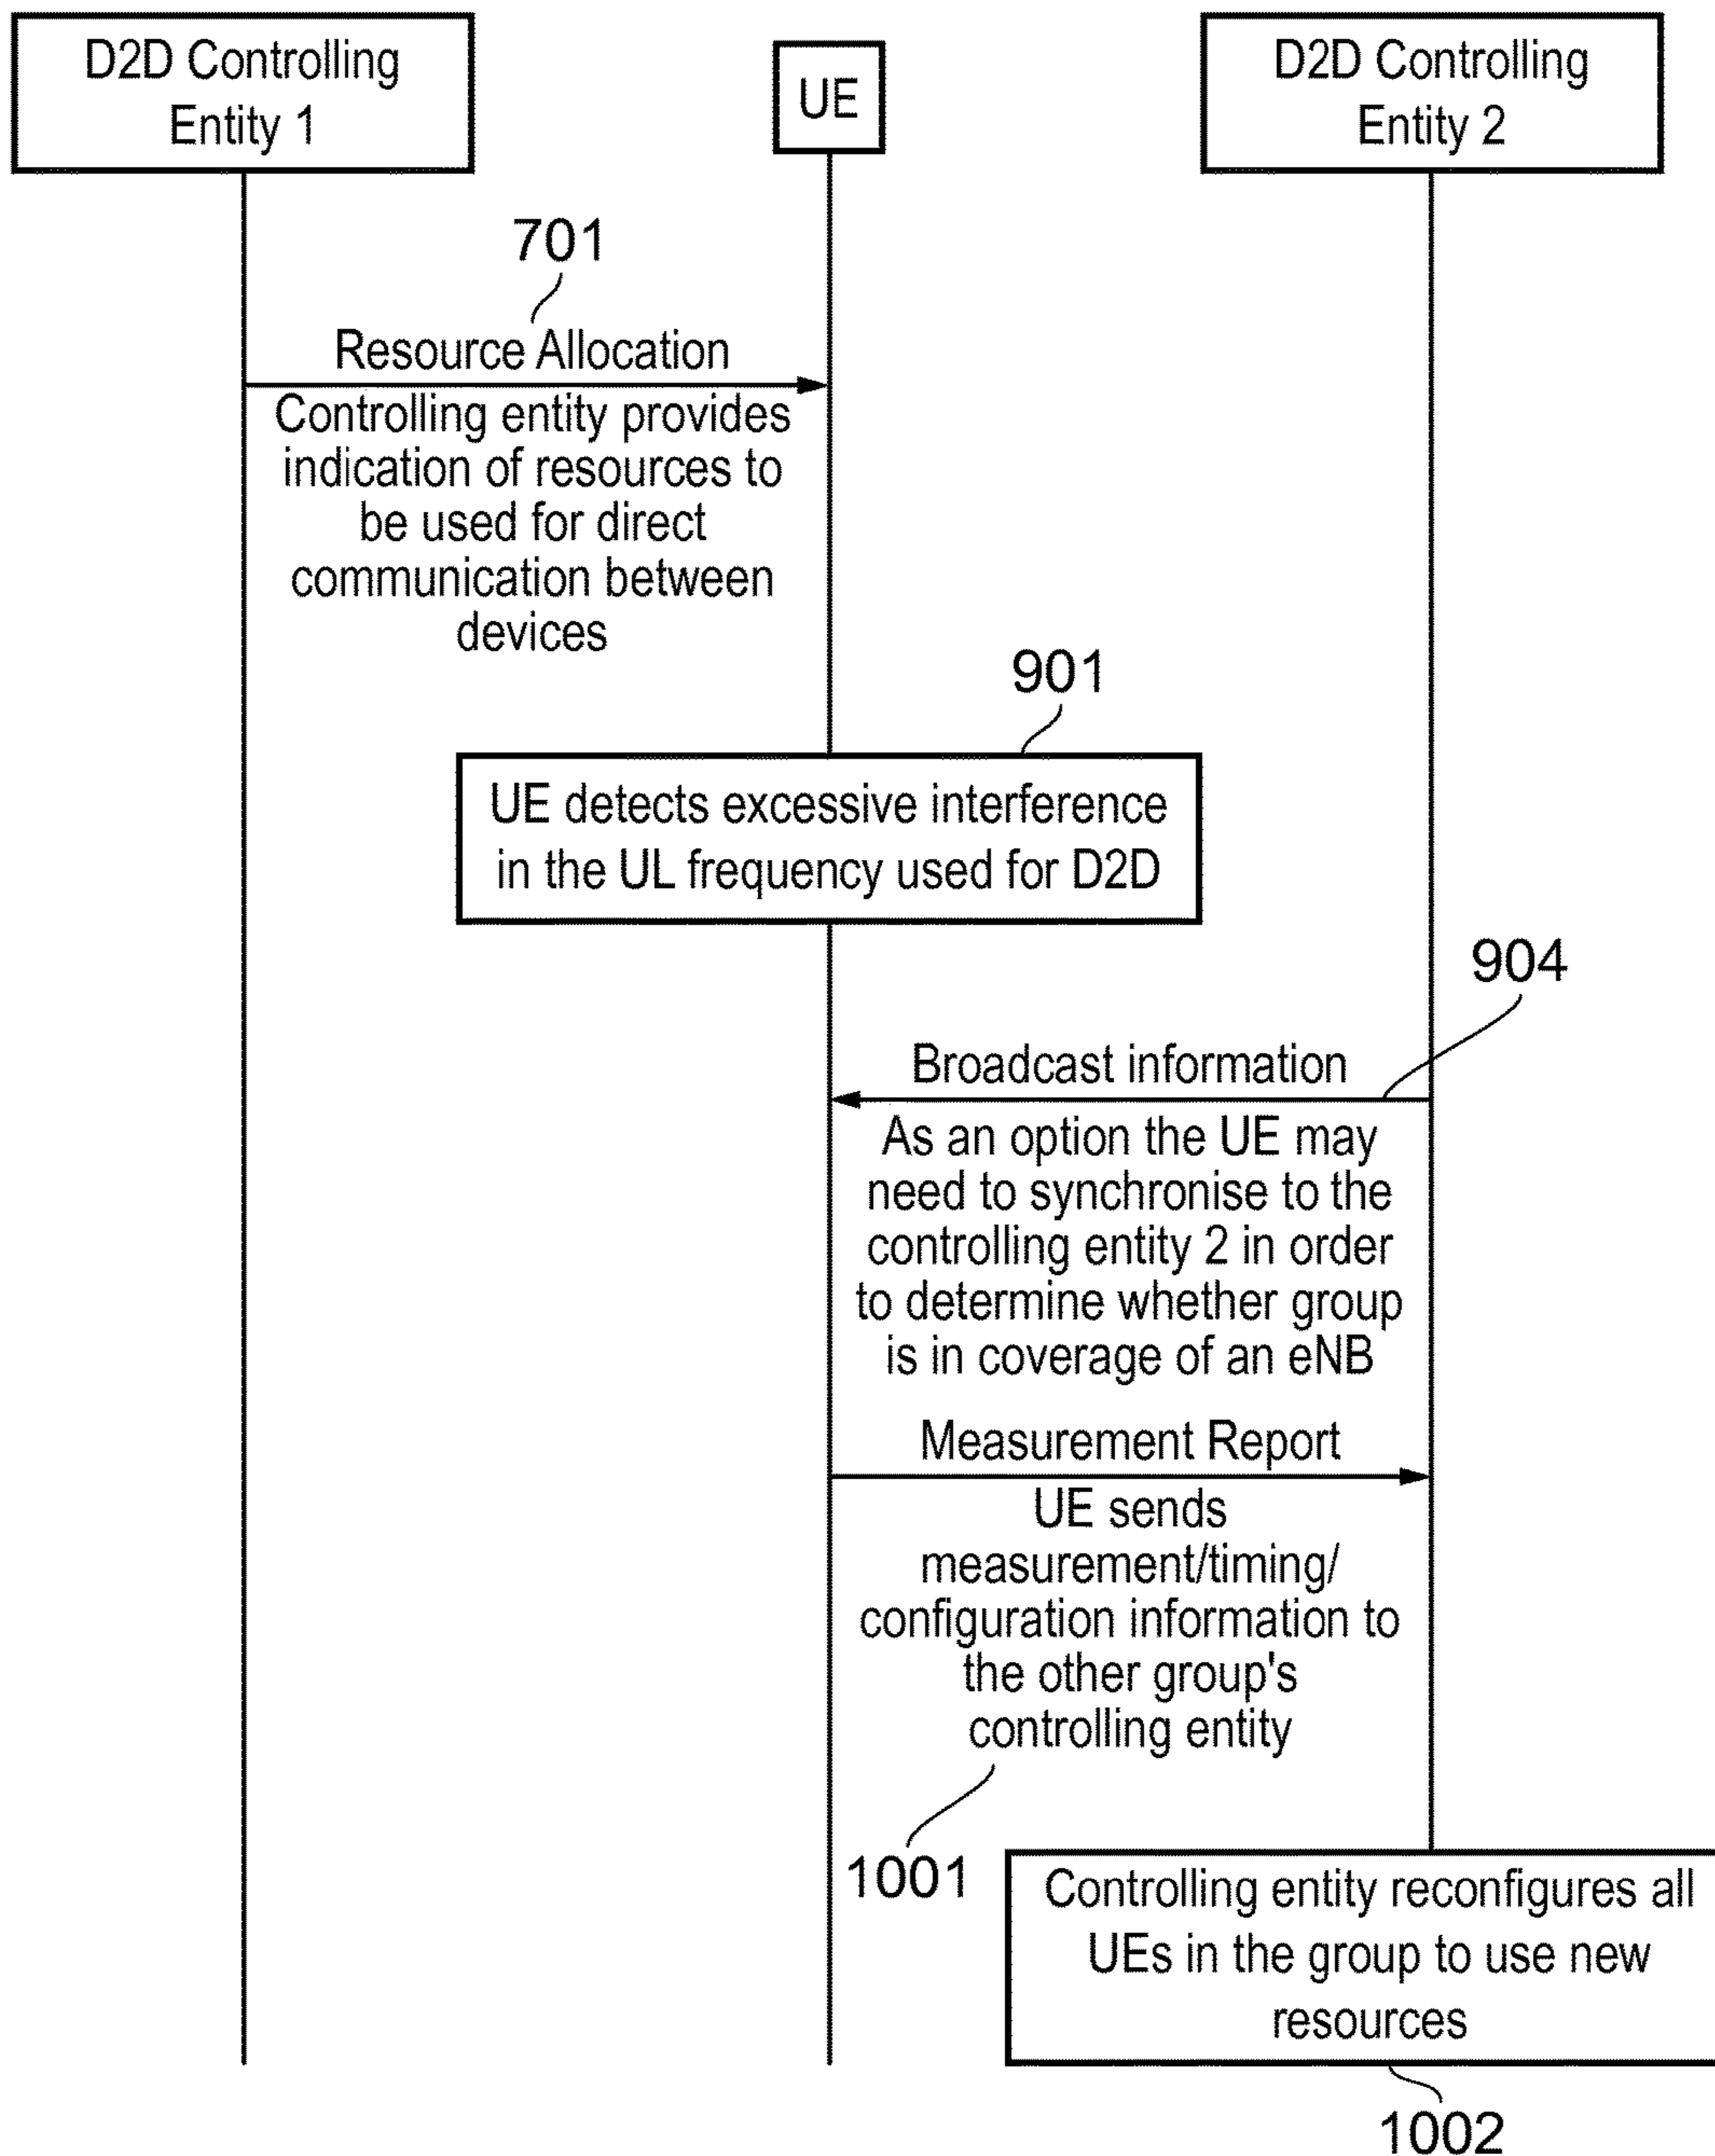 D2D Controlling
Entity 1
UE
D2D Controlling
Entity 2
701
Resource Allocation
Controlling entity provides
indication of resources to
be used for direct
communication between
devices
901
UE detects excessive interference
in the UL frequency used for D2D
904
Broadcast information
As an option the UE may
need to synchronise to the
controlling entity 2 in order
to determine whether group
is in coverage of an eNB
Measurement Report
UE sends
measurement/timing/
configuration information to
the other group's
controlling entity
1001
Controlling entity reconfigures all
UEs in the group to use new
resources
1002